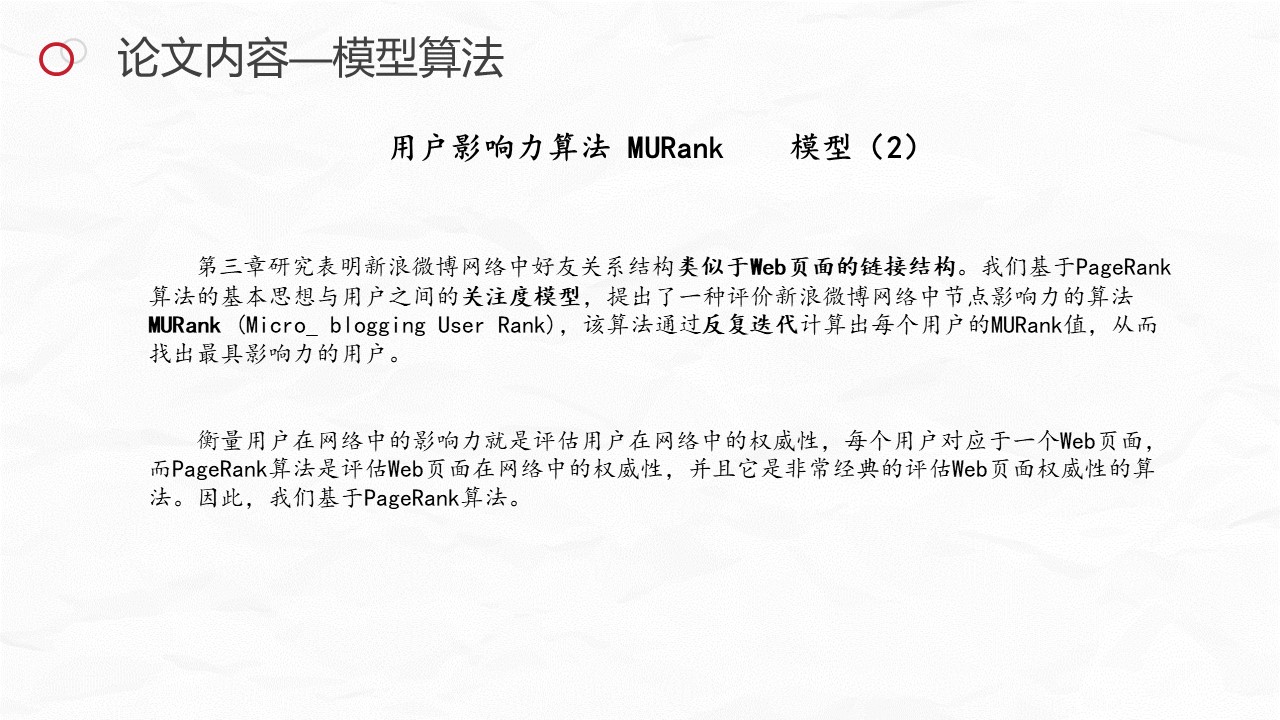 论文内容—模型算法
用户影响力算法 MURank 模型（2）
第三章研究表明新浪微博网络中好友关系结构类似于Web页面的链接结构。我们基于PageRank
算法的基本思想与用户之间的关注度模型，提出了一种评价新浪微博网络中节点影响力的算法
MURank (Micro_ blogging User Rank)，该算法通过反复迭代计算出每个用户的MURank值，从而
找出最具影响力的用户。
衡量用户在网络中的影响力就是评估用户在网络中的权威性，每个用户对应于一个Web页面，
而PageRank算法是评估Web页面在网络中的权威性，并且它是非常经典的评估Web页面权威性的算
法。因此，我们基于PageRank算法。